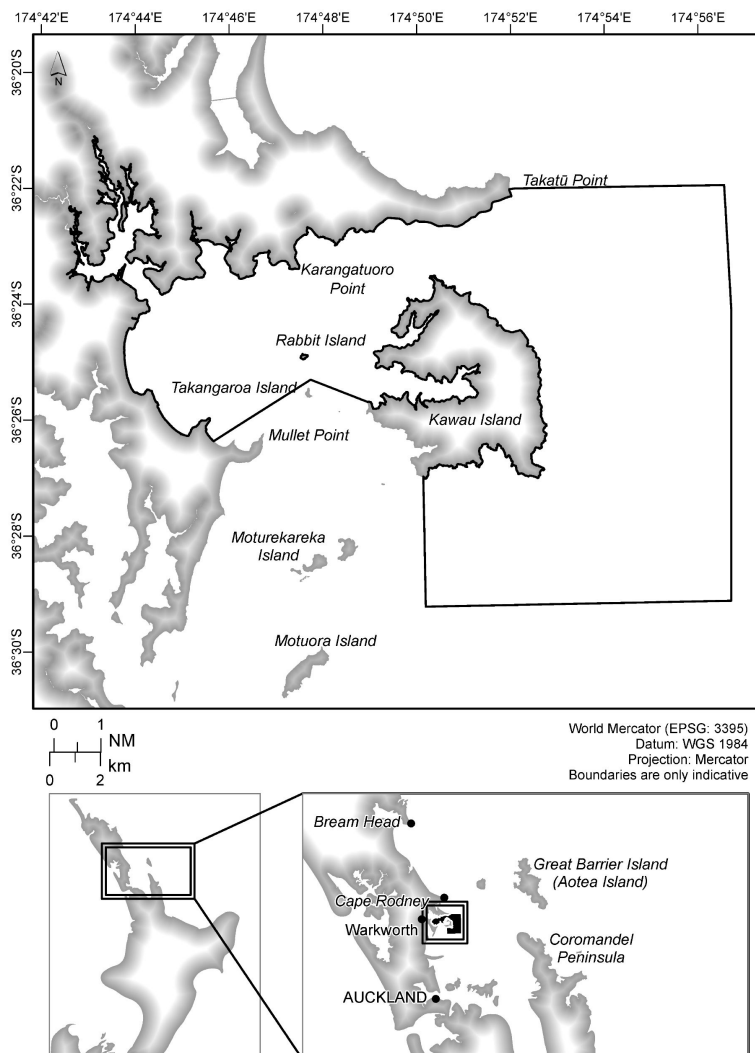 174°42'E 174°44'E 174°46'E 174°48'E 174°50'E 174°52'E 174°54'E 174°56'E
36°20'S
N
36°22'S
Takatū Point
Karangatuoro
Point
36°24'S
Rabbit Island
Takangaroa Island
36°26'S
Kawau Island
Mullet Point
36°28'S
Moturekareka
Island
Motuora Island
36°30'S
0 1
NM
km
0 2
World Mercator (EPSG: 3395)
Datum: WGS 1984
Projection: Mercator
Boundaries are only indicative
Bream Head
Great Barrier Island
(Aotea Island)
Cape Rodney
Warkworth
Coromandel
Peninsula
AUCKLAND